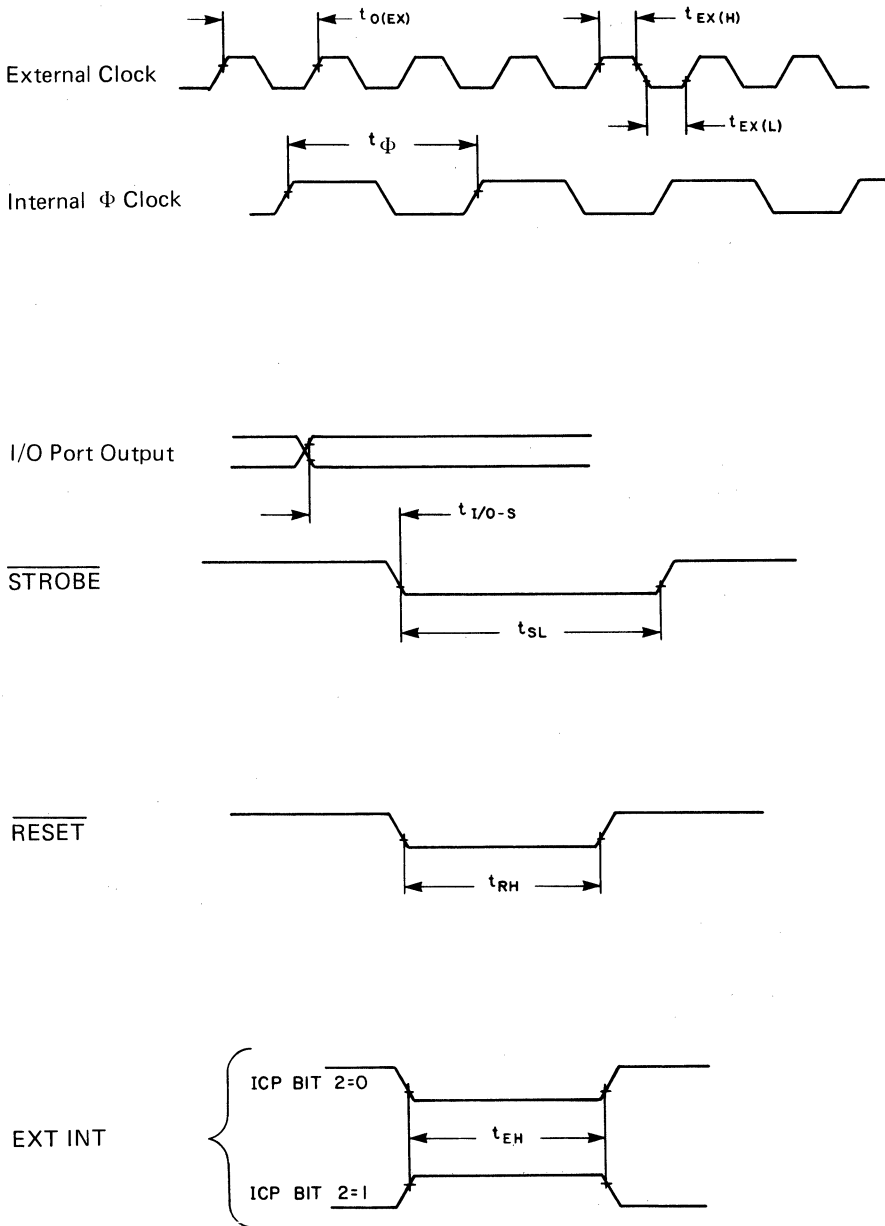 t O(EX)
t EX(H)
External Clock
t EX(L)
t Φ
Internal Φ Clock
I/O Port Output
t I/O-S
STROBE
t SL
RESET
t RH
ICP BIT 2=0
EXT INT
t EH
ICP BIT 2=1